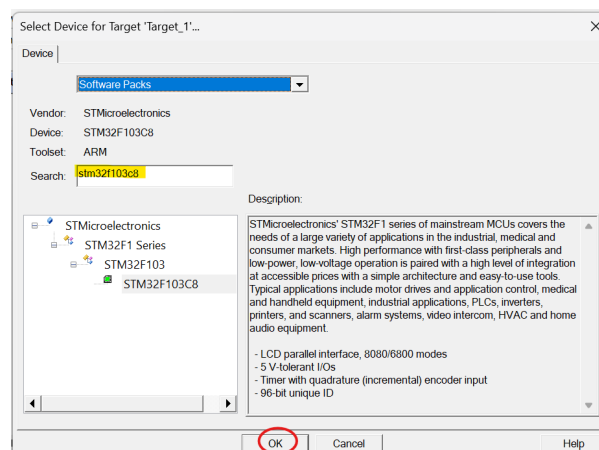 Select Device for Target 'Target_1'...
Device
Software Packs
Vendor: STMicroelectronics
Device: STM32F103C8
Toolset: ARM
Search: stm32f103c8
Description:
STMicroelectronics
STM32F1 Series
STM32F103
STM32F103C8
STMicroelectronics' STM32F1 series of mainstream MCUs covers the
needs of a large variety of applications in the industrial, medical and
consumer markets. High performance with first-class peripherals and
low-power, low-voltage operation is paired with a high level of integration
at accessible prices with a simple architecture and easy-to-use tools.
Typical applications include motor drives and application control, medical
and handheld equipment, industrial applications, PLCs, inverters,
printers, and scanners, alarm systems, video intercom, HVAC and home
audio equipment.
- LCD parallel interface, 8080/6800 modes
- 5 V-tolerant I/Os
- Timer with quadrature (incremental) encoder input
- 96-bit unique ID
OK Cancel Help